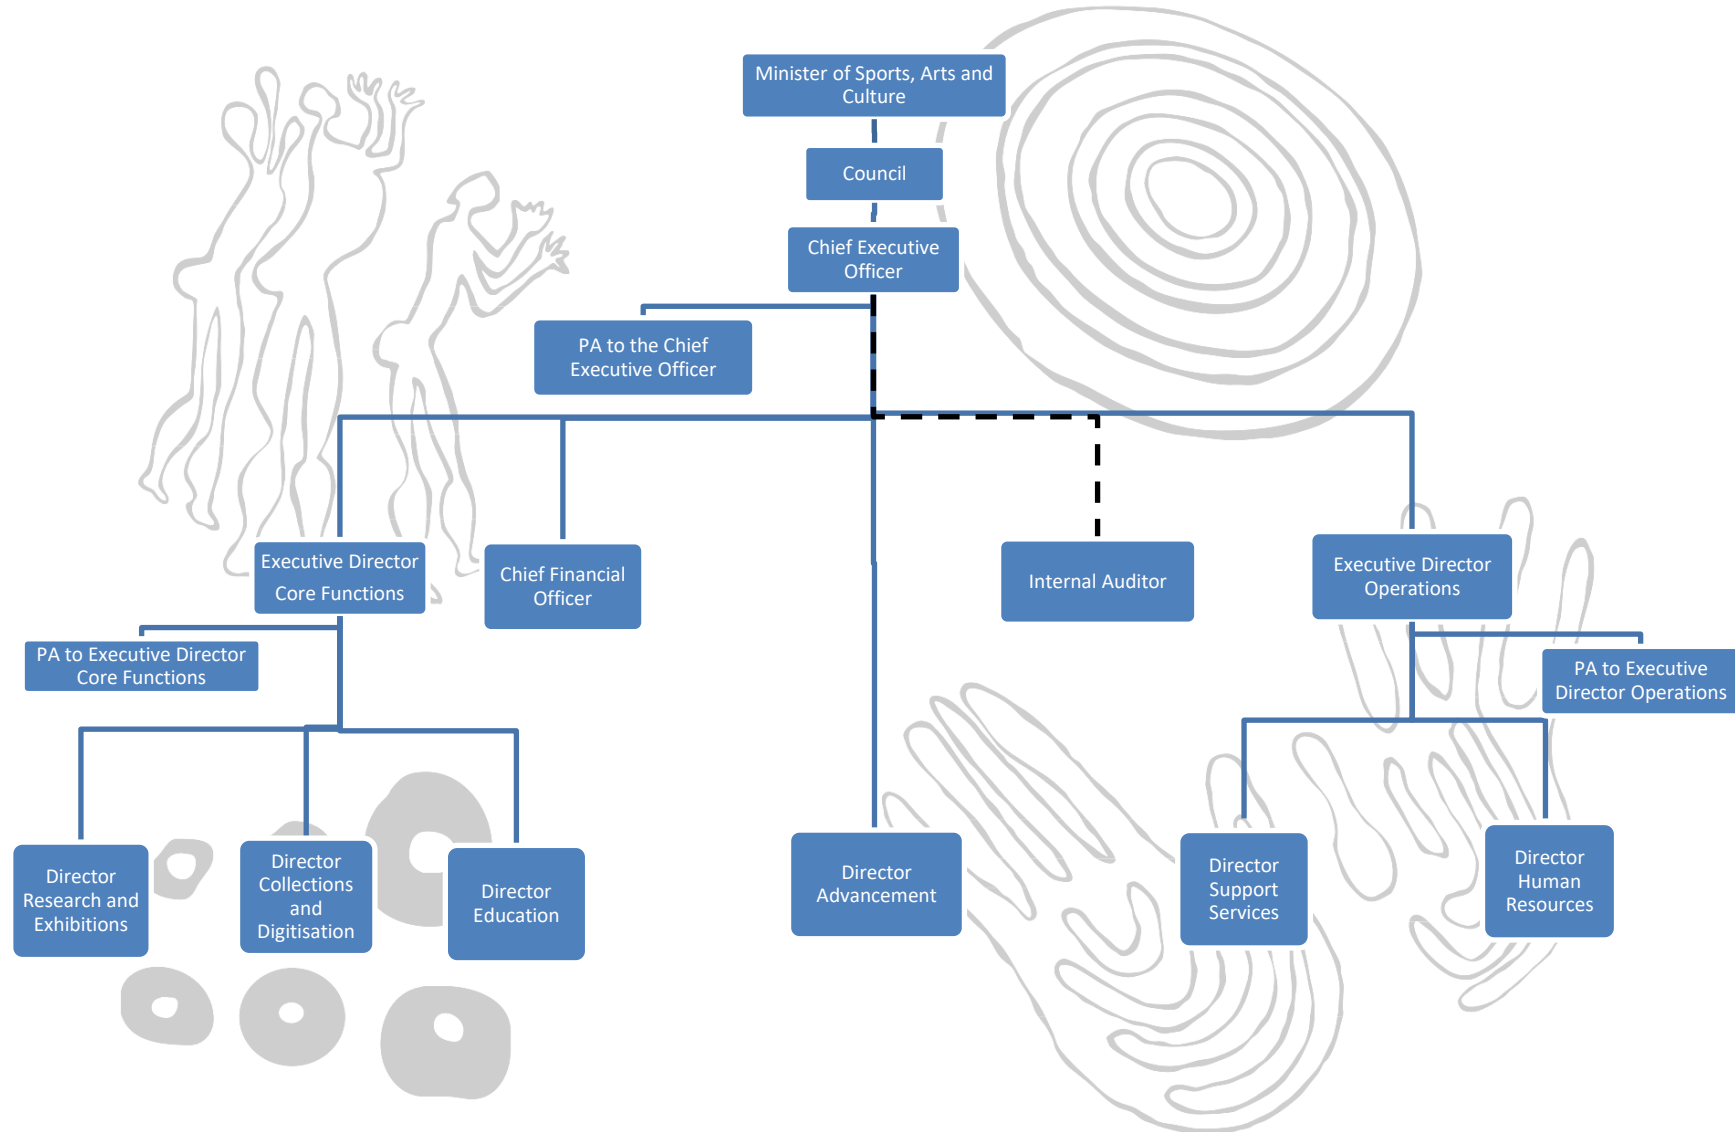 Minister of Sports, Arts and
Culture
Council
Chief Executive
Officer
PA to the Chief
Executive Officer
Executive Director
Core Functions
Chief Financial
Officer
Internal Auditor
Executive Director
Operations
PA to Executive Director
Core Functions
PA to Executive
Director Operations
Director
Research and
Exhibitions
Director
Collections
and
Digitisation
Director
Education
Director
Advancement
Director
Support
Services
Director
Human
Resources